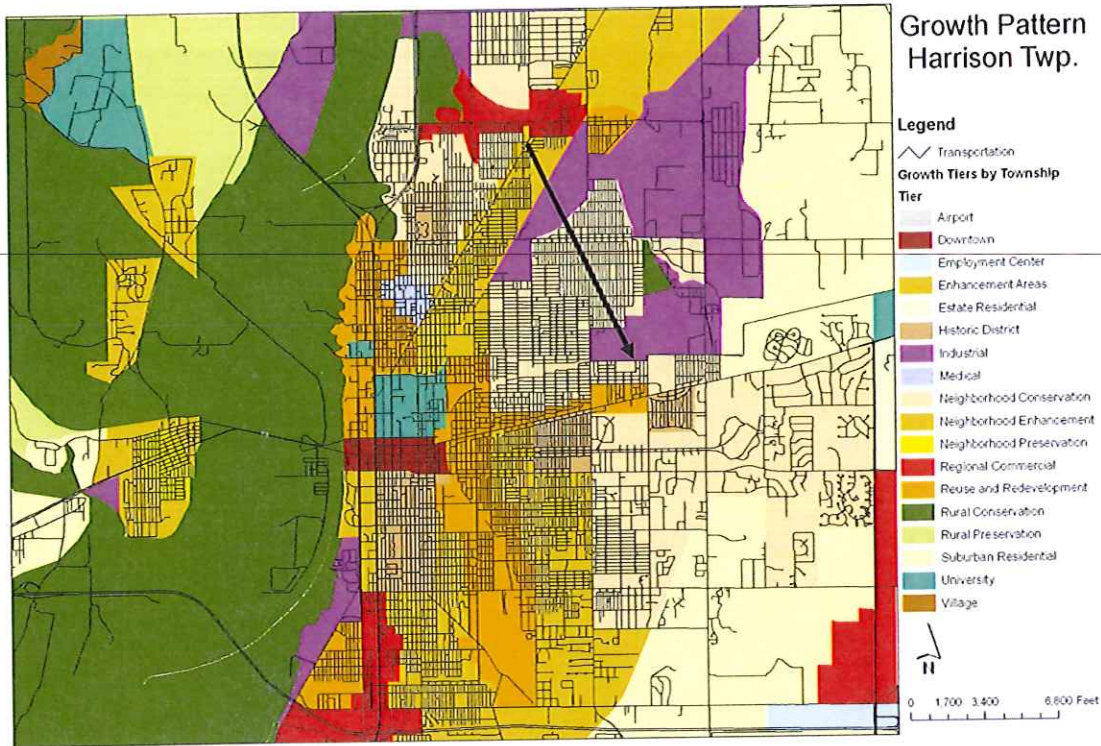 Growth Pattern
Harrison Twp.
Legend
Transportation
Growth Tiers by Township
Tier
Airport
Downtown
Employment Center
Enhancement Areas
Estate Residential
Historic District
Industrial
Medical
Neighborhood Conservation
Neighborhood Enhancement
Neighborhood Preservation
Regional Commercial
Reuse and Redevelopment
Rural Conservation
Rural Preservation
Suburban Residential
University
Village
N
0 1,700 3,400 6,800 Feet